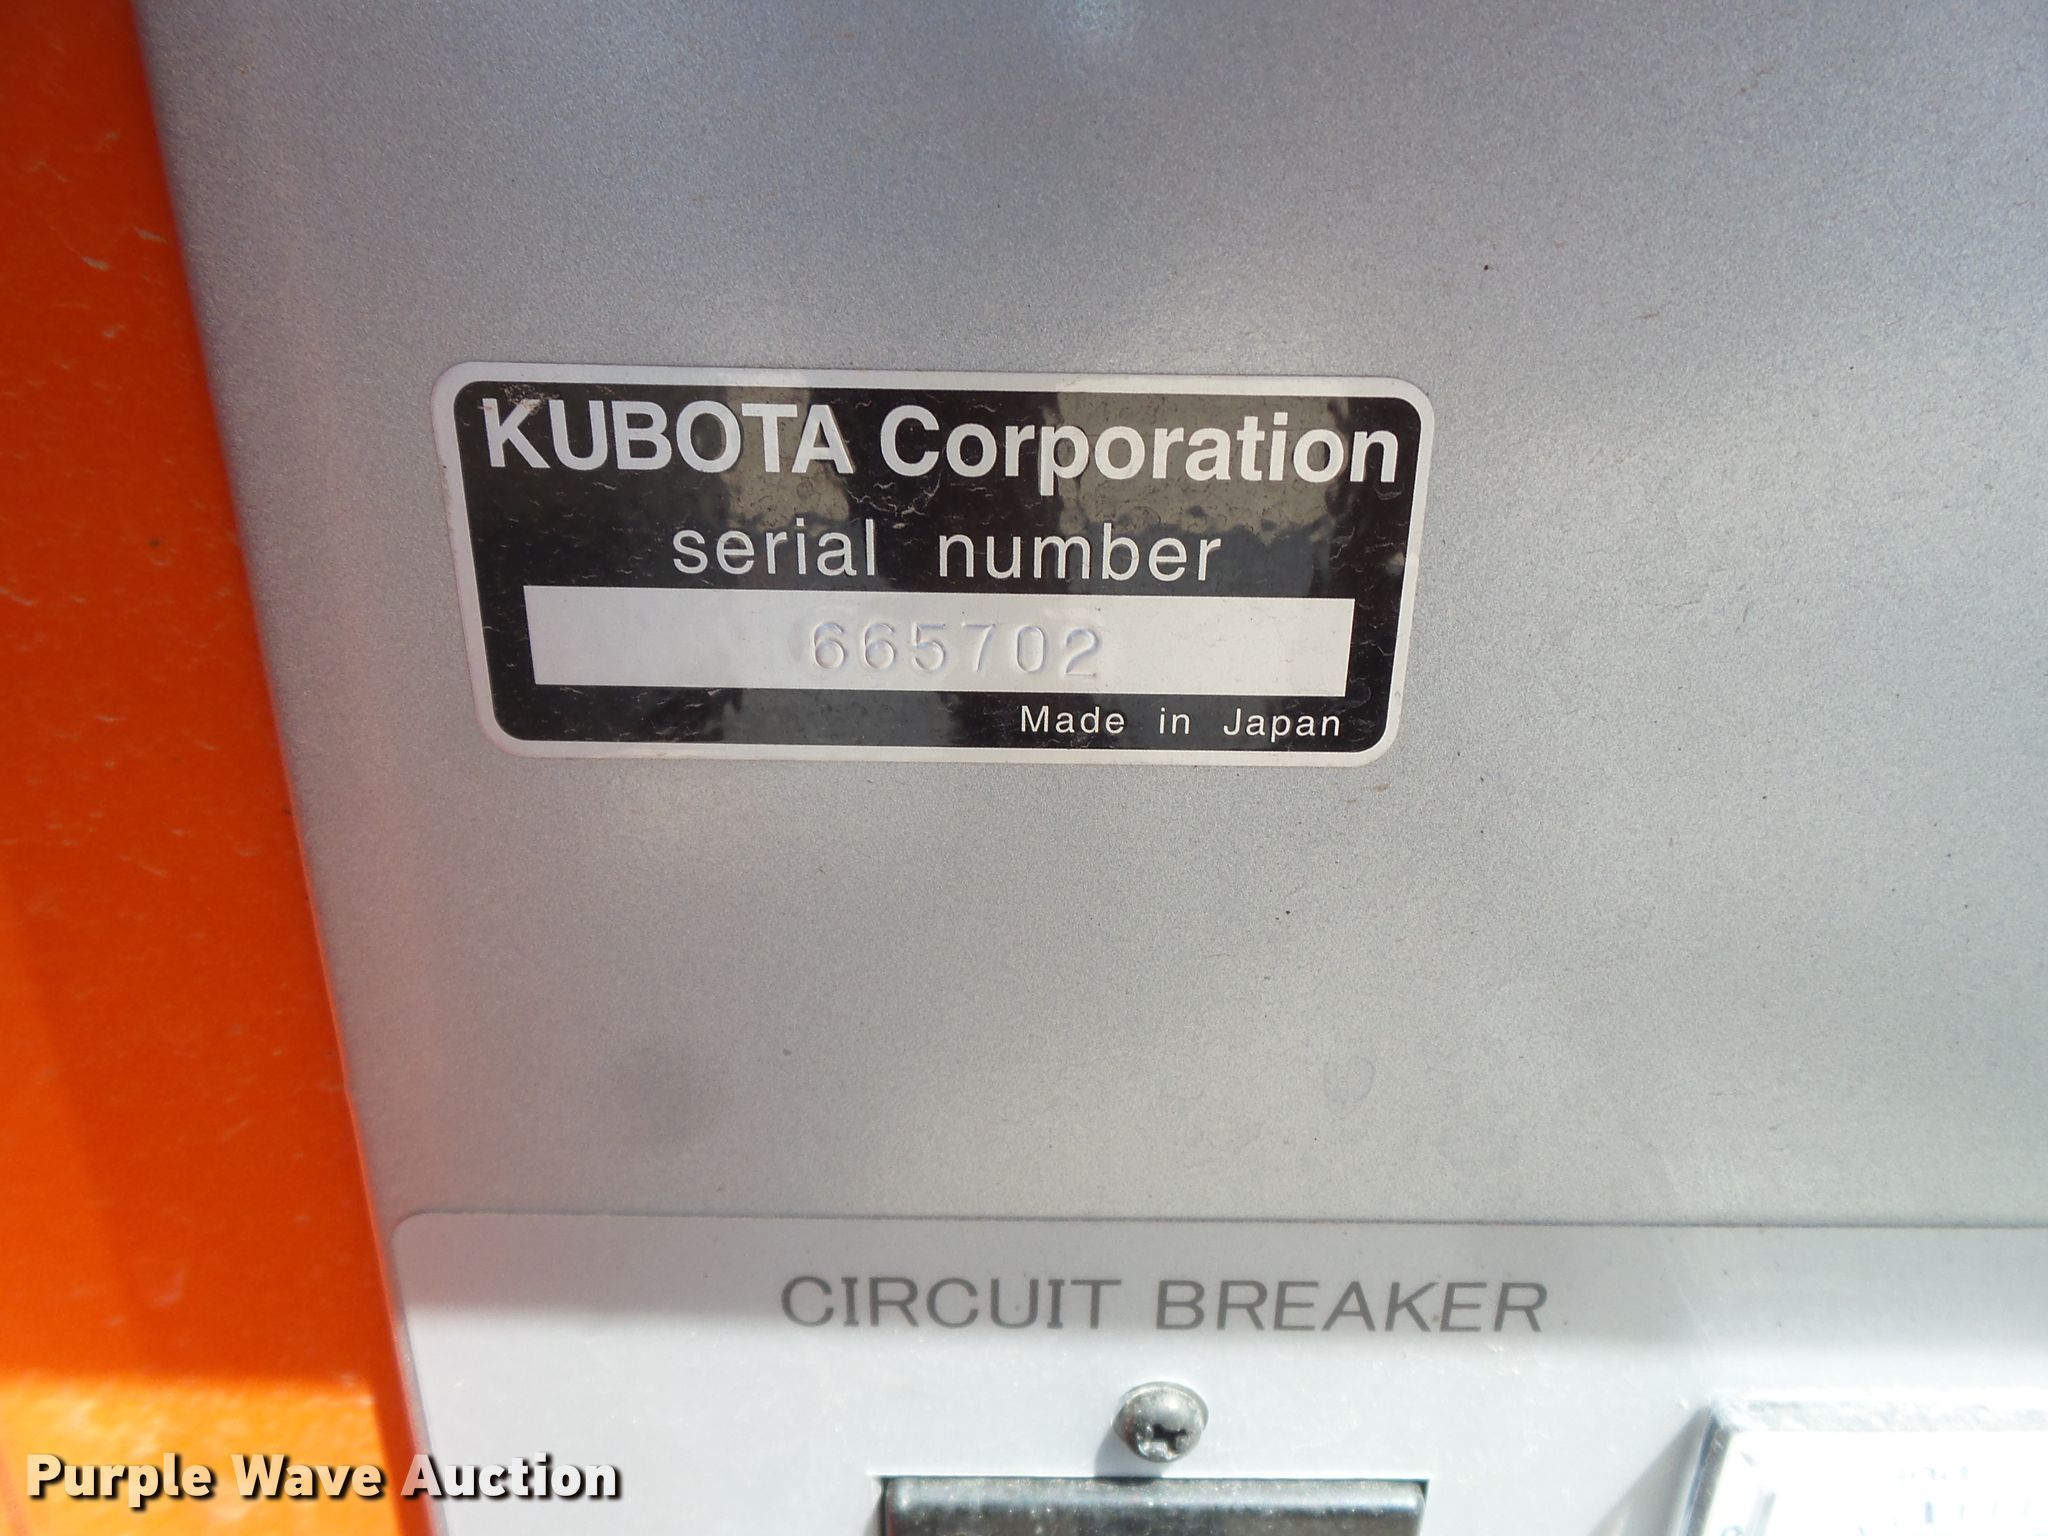 KUBOTA Corporation
serial number
665702
Made in Japan
CIRCUIT BREAKER
Purple Wave Auction